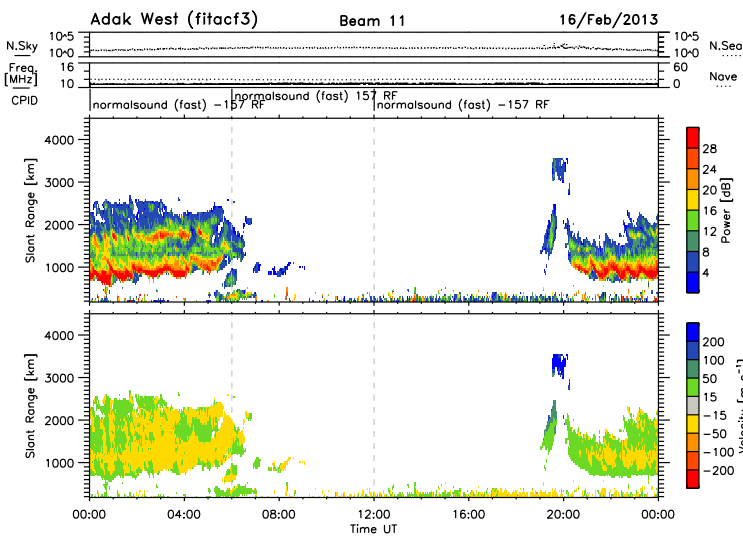 Adak West (fitacf3) Beam 11 16/Feb/2013
N.Sky 10^5 10^0 10^5 10^0 N.Sea
Freq. [MHz] 16 10 60 0 Nave
CPID normalsound (fast) -157 RF normalsound (fast) 157 RF normalsound (fast) -157 RF
Slant Range [km]
4000
3000
2000
1000
28
24
20
16
12
8
4
Power [dB]
Slant Range [km]
4000
3000
2000
1000
200
100
50
15
-15
-50
-100
-200
Velocity [m s⁻¹]
00:00 04:00 08:00 12:00 16:00 20:00 00:00
Time UT